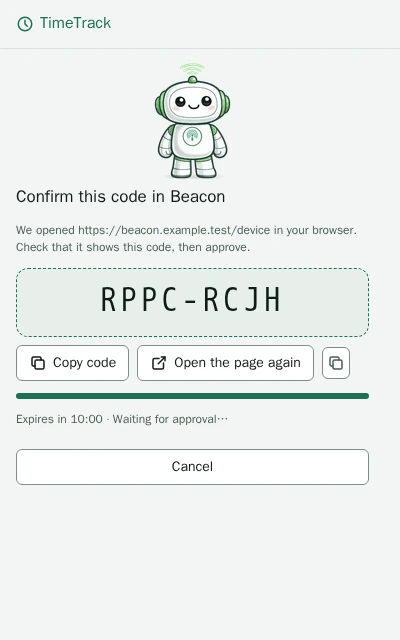 TimeTrack
Confirm this code in Beacon
We opened https://beacon.example.test/device in your browser.
Check that it shows this code, then approve.
RPPC-RCJH
Copy code
Open the page again
Expires in 10:00 · Waiting for approval···
Cancel